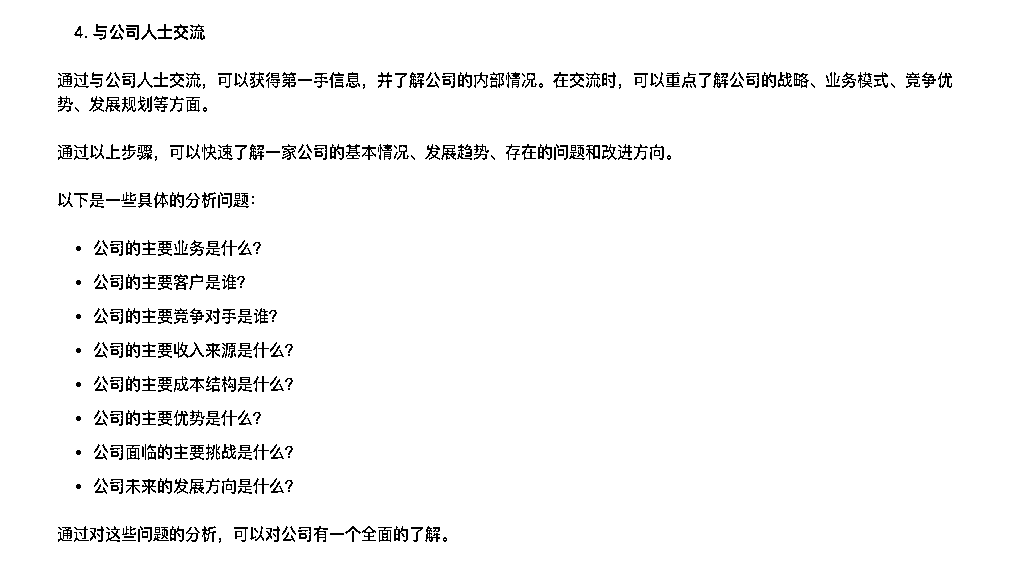 4. 与公司人士交流
通过与公司人士交流，可以获得第一手信息，并了解公司的内部情况。在交流时，可以重点了解公司的战略、业务模式、竞争优
势、发展规划等方面。
通过以上步骤，可以快速了解一家公司的基本情况、发展趋势、存在的问题和改进方向。
以下是一些具体的分析问题：
• 公司的主要业务是什么？
• 公司的主要客户是谁？
• 公司的主要竞争对手是谁？
• 公司的主要收入来源是什么？
• 公司的主要成本结构是什么？
• 公司的主要优势是什么？
• 公司面临的主要挑战是什么？
• 公司未来的发展方向是什么？
通过对这些问题的分析，可以对公司有一个全面的了解。